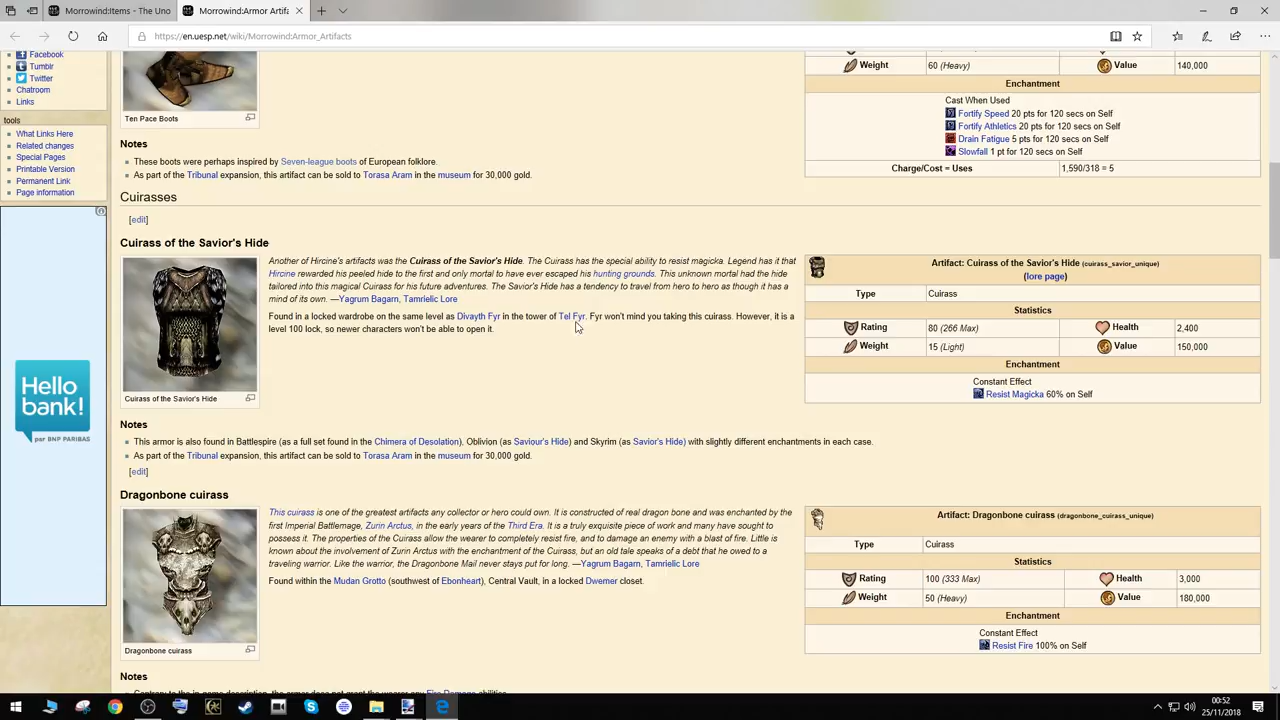 Morrowind:Items - The Uno
Morrowind:Armor Artifa
https://en.uesp.net/wiki/Morrowind:Armor_Artifacts
Facebook
Tumblr
Twitter
Chatroom
Links
tools
What Links Here
Related changes
Special Pages
Printable Version
Permanent Link
Page information
Hello
bank!
par BNP PARIBAS
Ten Pace Boots
Weight 60 (Heavy) Value 140,000
Enchantment
Cast When Used
Fortify Speed 20 pts for 120 secs on Self
Fortify Athletics 20 pts for 120 secs on Self
Drain Fatigue 5 pts for 120 secs on Self
Slowfall 1 pt for 120 secs on Self
Charge/Cost = Uses 1,590/318 = 5
Notes
These boots were perhaps inspired by Seven-league boots of European folklore.
As part of the Tribunal expansion, this artifact can be sold to Torasa Aram in the museum for 30,000 gold.
Cuirasses
[edit]
Cuirass of the Savior's Hide
Cuirass of the Savior's Hide
Another of Hircine's artifacts was the Cuirass of the Savior's Hide. The Cuirass has the special ability to resist magicka. Legend has it that
Hircine rewarded his peeled hide to the first and only mortal to have ever escaped his hunting grounds. This unknown mortal had the hide
tailored into this magical Cuirass for his future adventures. The Savior's Hide has a tendency to travel from hero to hero as though it has a
mind of its own. —Yagrum Bagarn, Tamrielic Lore
Found in a locked wardrobe on the same level as Divayth Fyr in the tower of Tel Fyr. Fyr won't mind you taking this cuirass. However, it is a
level 100 lock, so newer characters won't be able to open it.
Artifact: Cuirass of the Savior's Hide (cuirass_savior_unique)
(lore page)
Type Cuirass
Statistics
Rating 80 (266 Max) Health 2,400
Weight 15 (Light) Value 150,000
Enchantment
Constant Effect
Resist Magicka 60% on Self
Notes
This armor is also found in Battlespire (as a full set found in the Chimera of Desolation), Oblivion (as Saviour's Hide) and Skyrim (as Savior's Hide) with slightly different enchantments in each case.
As part of the Tribunal expansion, this artifact can be sold to Torasa Aram in the museum for 30,000 gold.
[edit]
Dragonbone cuirass
Dragonbone cuirass
This cuirass is one of the greatest artifacts any collector or hero could own. It is constructed of real dragon bone and was enchanted by the
first Imperial Battlemage, Zurin Arctus, in the early years of the Third Era. It is a truly exquisite piece of work and many have sought to
possess it. The properties of the Cuirass allow the wearer to completely resist fire, and to damage an enemy with a blast of fire. Little is
known about the involvement of Zurin Arctus with the enchantment of the Cuirass, but an old tale speaks of a debt that he owed to a
traveling warrior. Like the warrior, the Dragonbone Mail never stays put for long. —Yagrum Bagarn, Tamrielic Lore
Found within the Mudan Grotto (southwest of Ebonheart), Central Vault, in a locked Dwemer closet.
Artifact: Dragonbone cuirass (dragonbone_cuirass_unique)
Type Cuirass
Statistics
Rating 100 (333 Max) Health 3,000
Weight 50 (Heavy) Value 180,000
Enchantment
Constant Effect
Resist Fire 100% on Self
Notes
00:52
25/11/2018